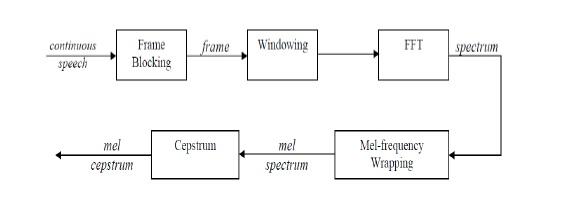 continuous
speech
Frame
Blocking
frame
Windowing
FFT
spectrum
mel
cepstrum
Cepstrum
mel
spectrum
Mel-frequency
Wrapping